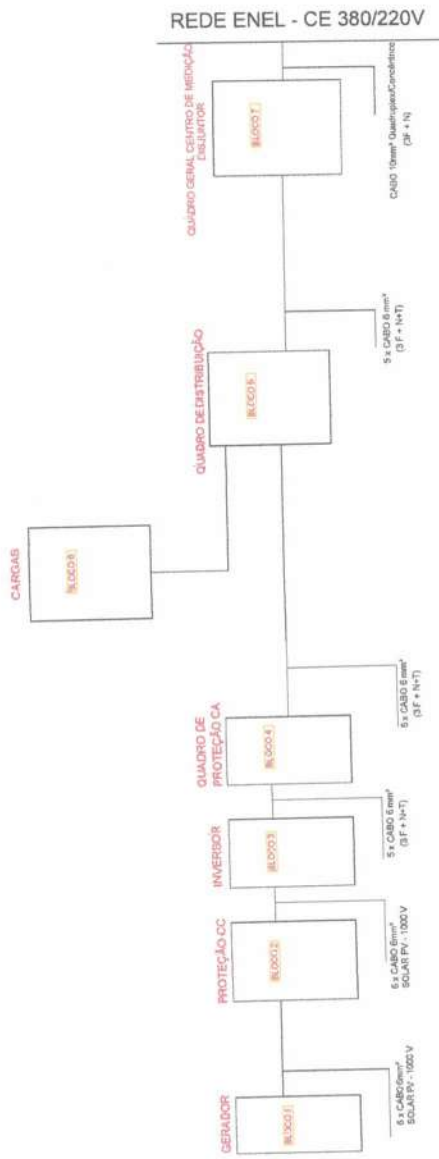 REDE ENEL - CE 380/220V
GERADOR
BLOCO 1
6 x CABO 6mm²
SOLAR PV - 1000 V
PROTEÇÃO CC
BLOCO 2
6 x CABO 6mm²
SOLAR PV - 1000 V
INVERSOR
BLOCO 3
5 x CABO 6 mm²
(3 F + N+T)
QUADRO DE
PROTEÇÃO CA
BLOCO 4
5 x CABO 6 mm²
(3 F + N+T)
CARGAS
BLOCO 6
QUADRO DE DISTRIBUIÇÃO
BLOCO 5
5 x CABO 6 mm²
(3 F + N+T)
QUADRO GERAL CENTRO DE MEDIÇÃO
DISJUNTOR
BLOCO 7
CABO 10mm² Quadruplex/Concêntrico
(3F + N)